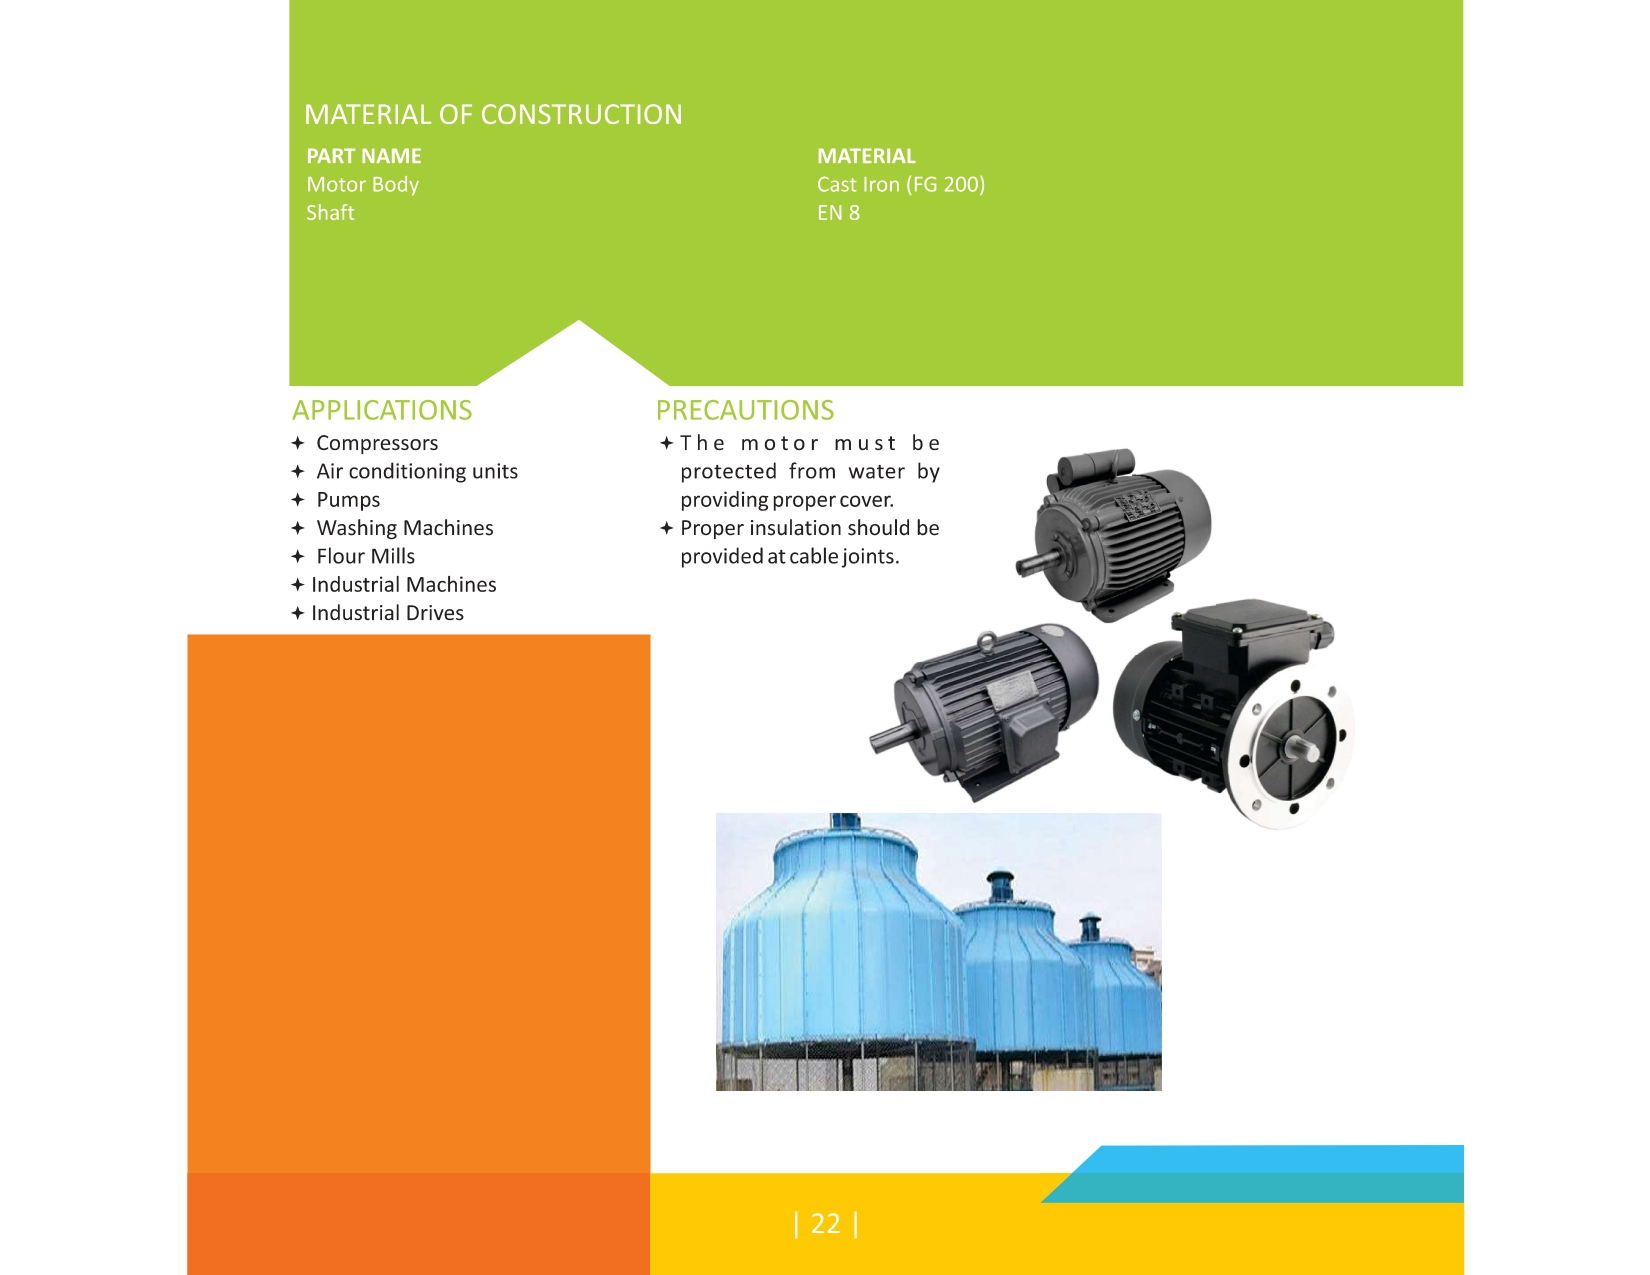 MATERIAL OF CONSTRUCTION
PART NAME MATERIAL
Motor Body Cast Iron (FG 200)
Shaft EN 8
APPLICATIONS
✦ Compressors
✦ Air conditioning units
✦ Pumps
✦ Washing Machines
✦ Flour Mills
✦ Industrial Machines
✦ Industrial Drives
PRECAUTIONS
✦ The motor must be
protected from water by
providing proper cover.
✦ Proper insulation should be
provided at cable joints.
| 22 |